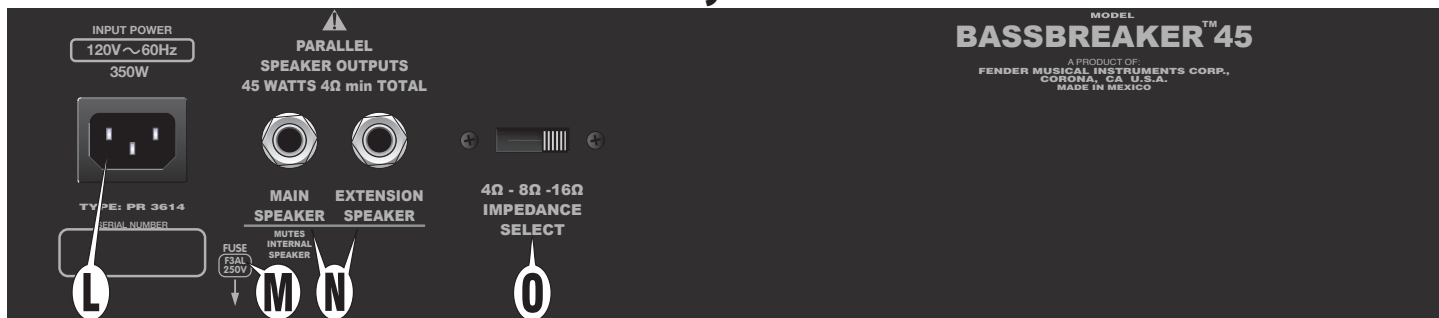 INPUT POWER
120V～60Hz
350W
TYPE: PR 3614
SERIAL NUMBER
PARALLEL
SPEAKER OUTPUTS
45 WATTS 4Ω min TOTAL
MAIN
SPEAKER
EXTENSION
SPEAKER
MUTES
INTERNAL
SPEAKER
FUSE
F3AL
250V
4Ω - 8Ω -16Ω
IMPEDANCE
SELECT
MODEL
BASSBREAKER™45
A PRODUCT OF:
FENDER MUSICAL INSTRUMENTS CORP.,
CORONA, CA U.S.A.
MADE IN MEXICO
L
M
N
O